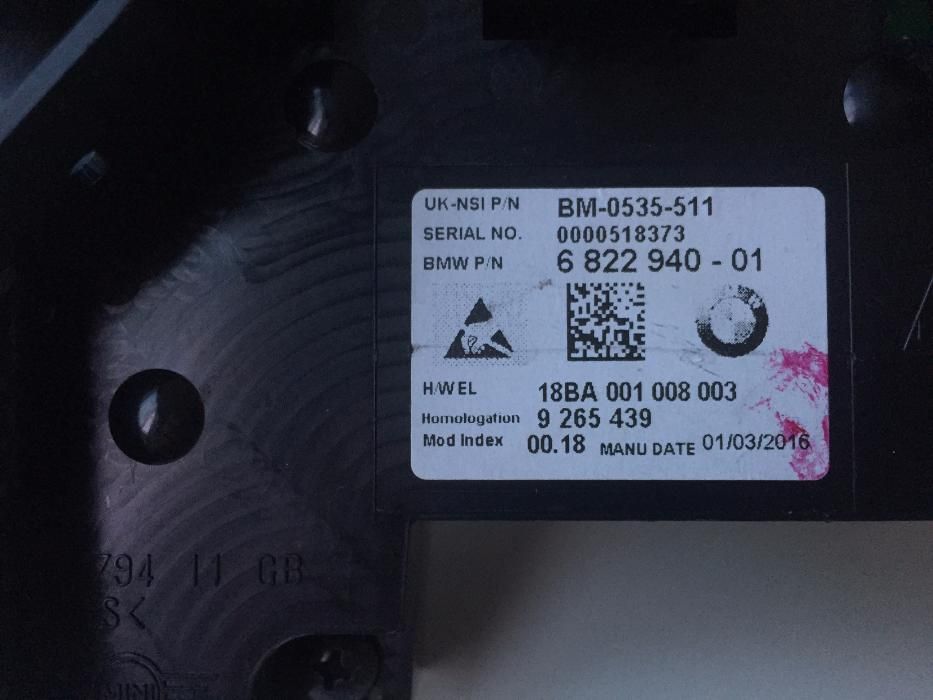 UK-NSI P/N BM-0535-511
SERIAL NO. 0000518373
BMW P/N 6 822 940 - 01
H/W EL 18BA 001 008 003
Homologation 9 265 439
Mod Index 00.18 MANU DATE 01/03/2016
794 11 GB
S<
MINI